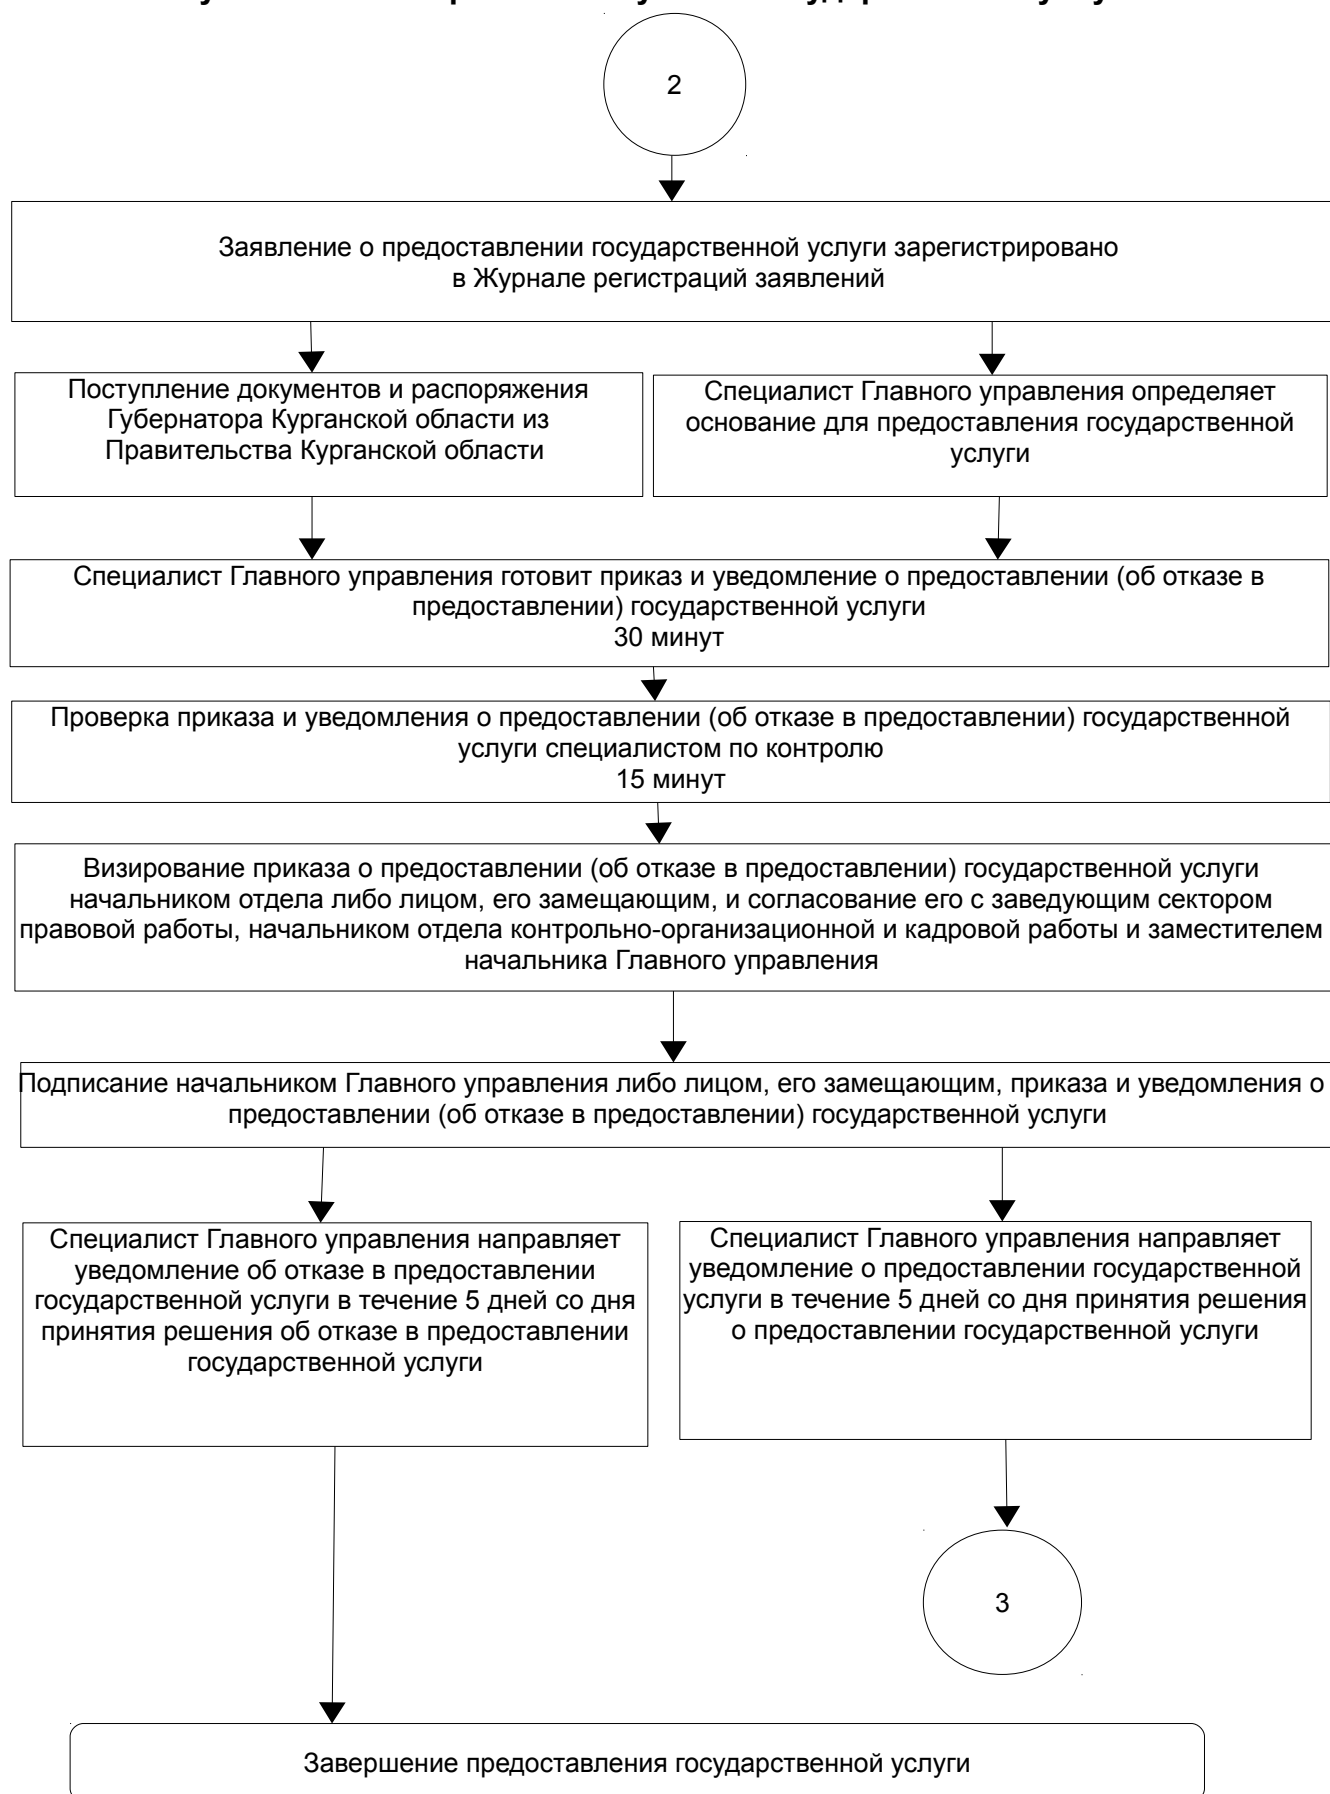 2
Заявление о предоставлении государственной услуги зарегистрировано
в Журнале регистраций заявлений
Поступление документов и распоряжения
Губернатора Курганской области из
Правительства Курганской области
Специалист Главного управления определяет
основание для предоставления государственной
услуги
Специалист Главного управления готовит приказ и уведомление о предоставлении (об отказе в
предоставлении) государственной услуги
30 минут
Проверка приказа и уведомления о предоставлении (об отказе в предоставлении) государственной
услуги специалистом по контролю
15 минут
Визирование приказа о предоставлении (об отказе в предоставлении) государственной услуги
начальником отдела либо лицом, его замещающим, и согласование его с заведующим сектором
правовой работы, начальником отдела контрольно-организационной и кадровой работы и заместителем
начальника Главного управления
Подписание начальником Главного управления либо лицом, его замещающим, приказа и уведомления о
предоставлении (об отказе в предоставлении) государственной услуги
Специалист Главного управления направляет
уведомление об отказе в предоставлении
государственной услуги в течение 5 дней со дня
принятия решения об отказе в предоставлении
государственной услуги
Специалист Главного управления направляет
уведомление о предоставлении государственной
услуги в течение 5 дней со дня принятия решения
о предоставлении государственной услуги
3
Завершение предоставления государственной услуги